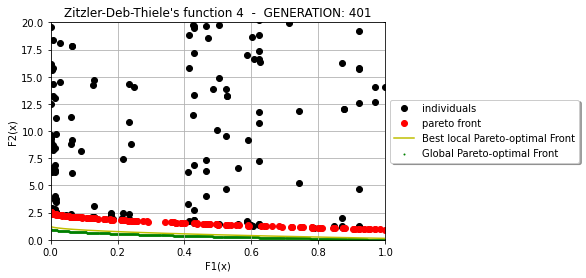 Zitzler-Deb-Thiele's function 4  -  GENERATION: 401
20.0
17.5
15.0
12.5
10.0
7.5
5.0
2.5
0.0
F2(x)
0.0 0.2 0.4 0.6 0.8 1.0
F1(x)
individuals
pareto front
Best local Pareto-optimal Front
Global Pareto-optimal Front